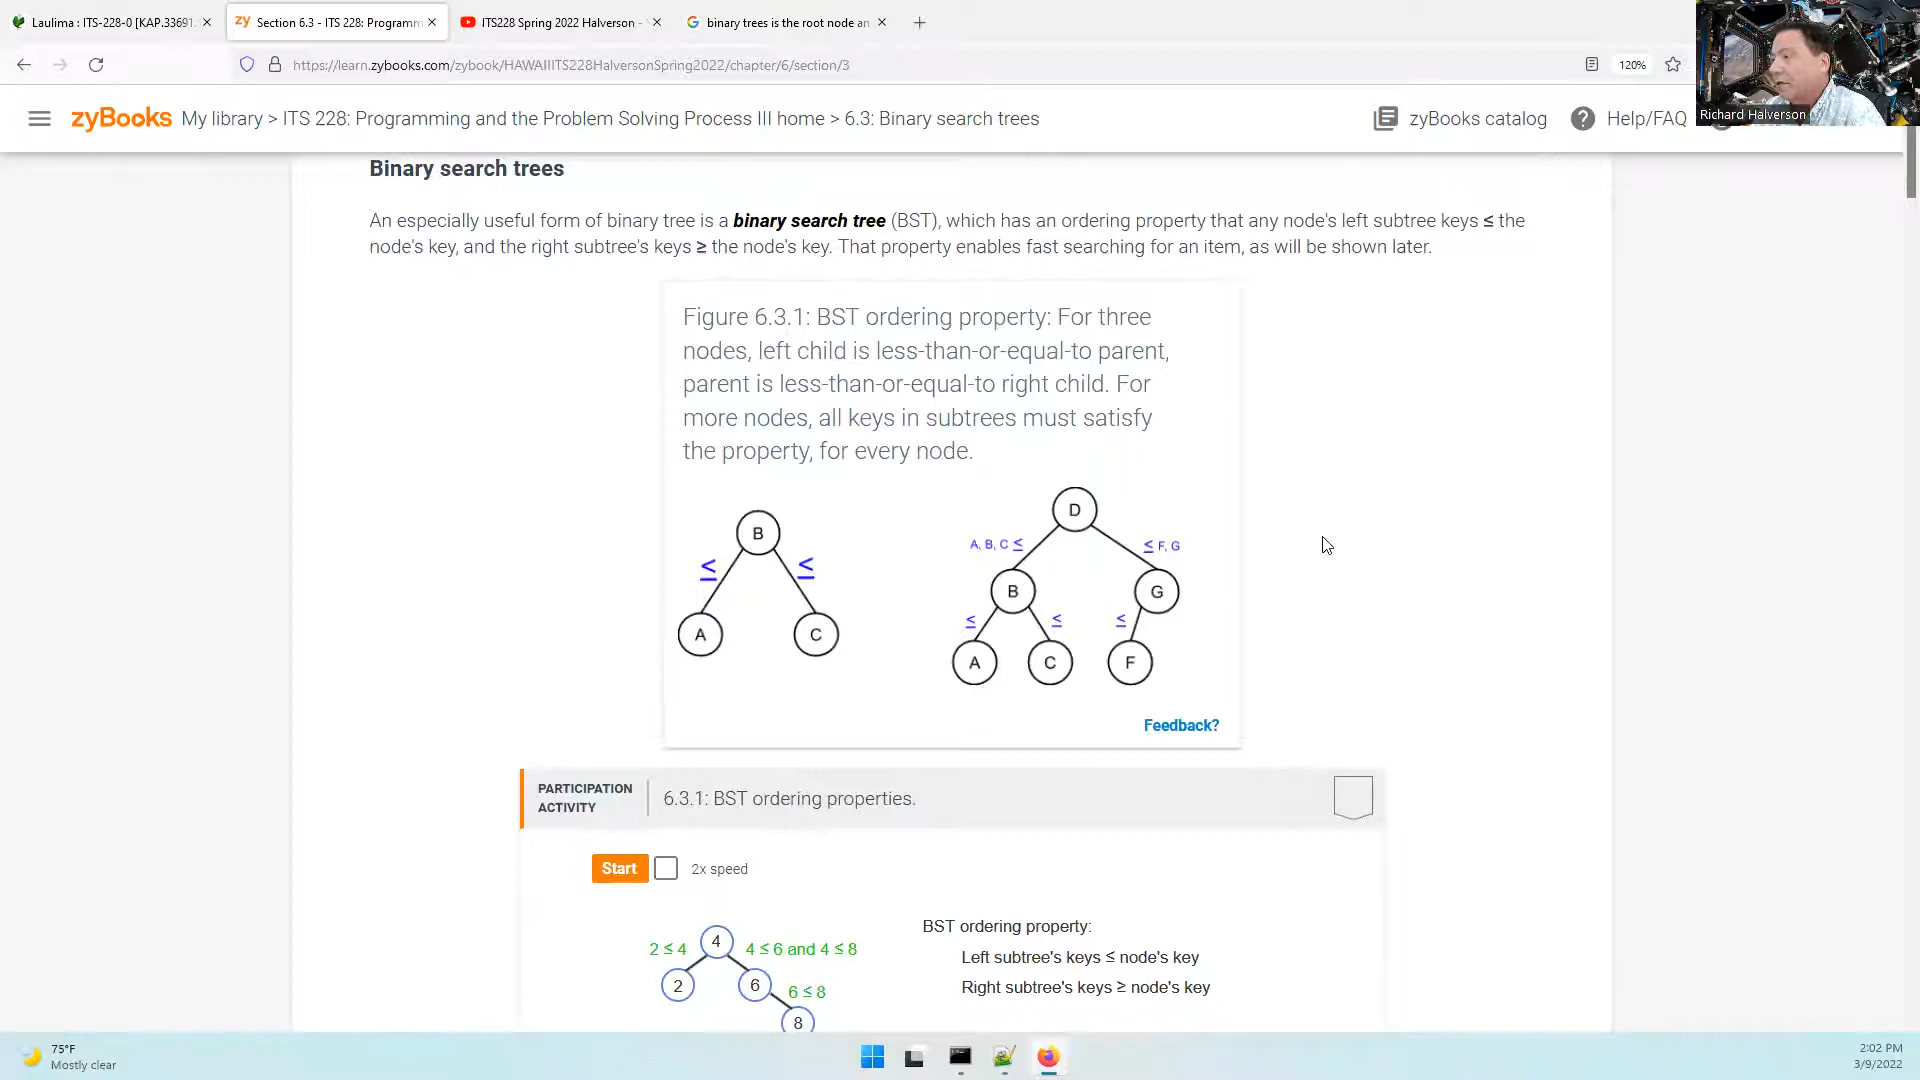 Laulima : ITS-228-0 [KAP.33691.
zy Section 6.3 - ITS 228: Programm
ITS228 Spring 2022 Halverson -
G binary trees is the root node an
https://learn.zybooks.com/zybook/HAWAIIITS228HalversonSpring2022/chapter/6/section/3
120%
zyBooks My library > ITS 228: Programming and the Problem Solving Process III home > 6.3: Binary search trees
zyBooks catalog
? Help/FAQ
Richard Halverson
Binary search trees
An especially useful form of binary tree is a binary search tree (BST), which has an ordering property that any node's left subtree keys ≤ the
node's key, and the right subtree's keys ≥ the node's key. That property enables fast searching for an item, as will be shown later.
Figure 6.3.1: BST ordering property: For three
nodes, left child is less-than-or-equal-to parent,
parent is less-than-or-equal-to right child. For
more nodes, all keys in subtrees must satisfy
the property, for every node.
B
≤ ≤
A C
D
A, B, C ≤ ≤ F, G
B G
≤ ≤ ≤
A C F
Feedback?
PARTICIPATION
ACTIVITY
6.3.1: BST ordering properties.
Start 2x speed
2 ≤ 4 4 4 ≤ 6 and 4 ≤ 8
2 6 6 ≤ 8
8
BST ordering property:
Left subtree's keys ≤ node's key
Right subtree's keys ≥ node's key
75°F
Mostly clear
2:02 PM
3/9/2022